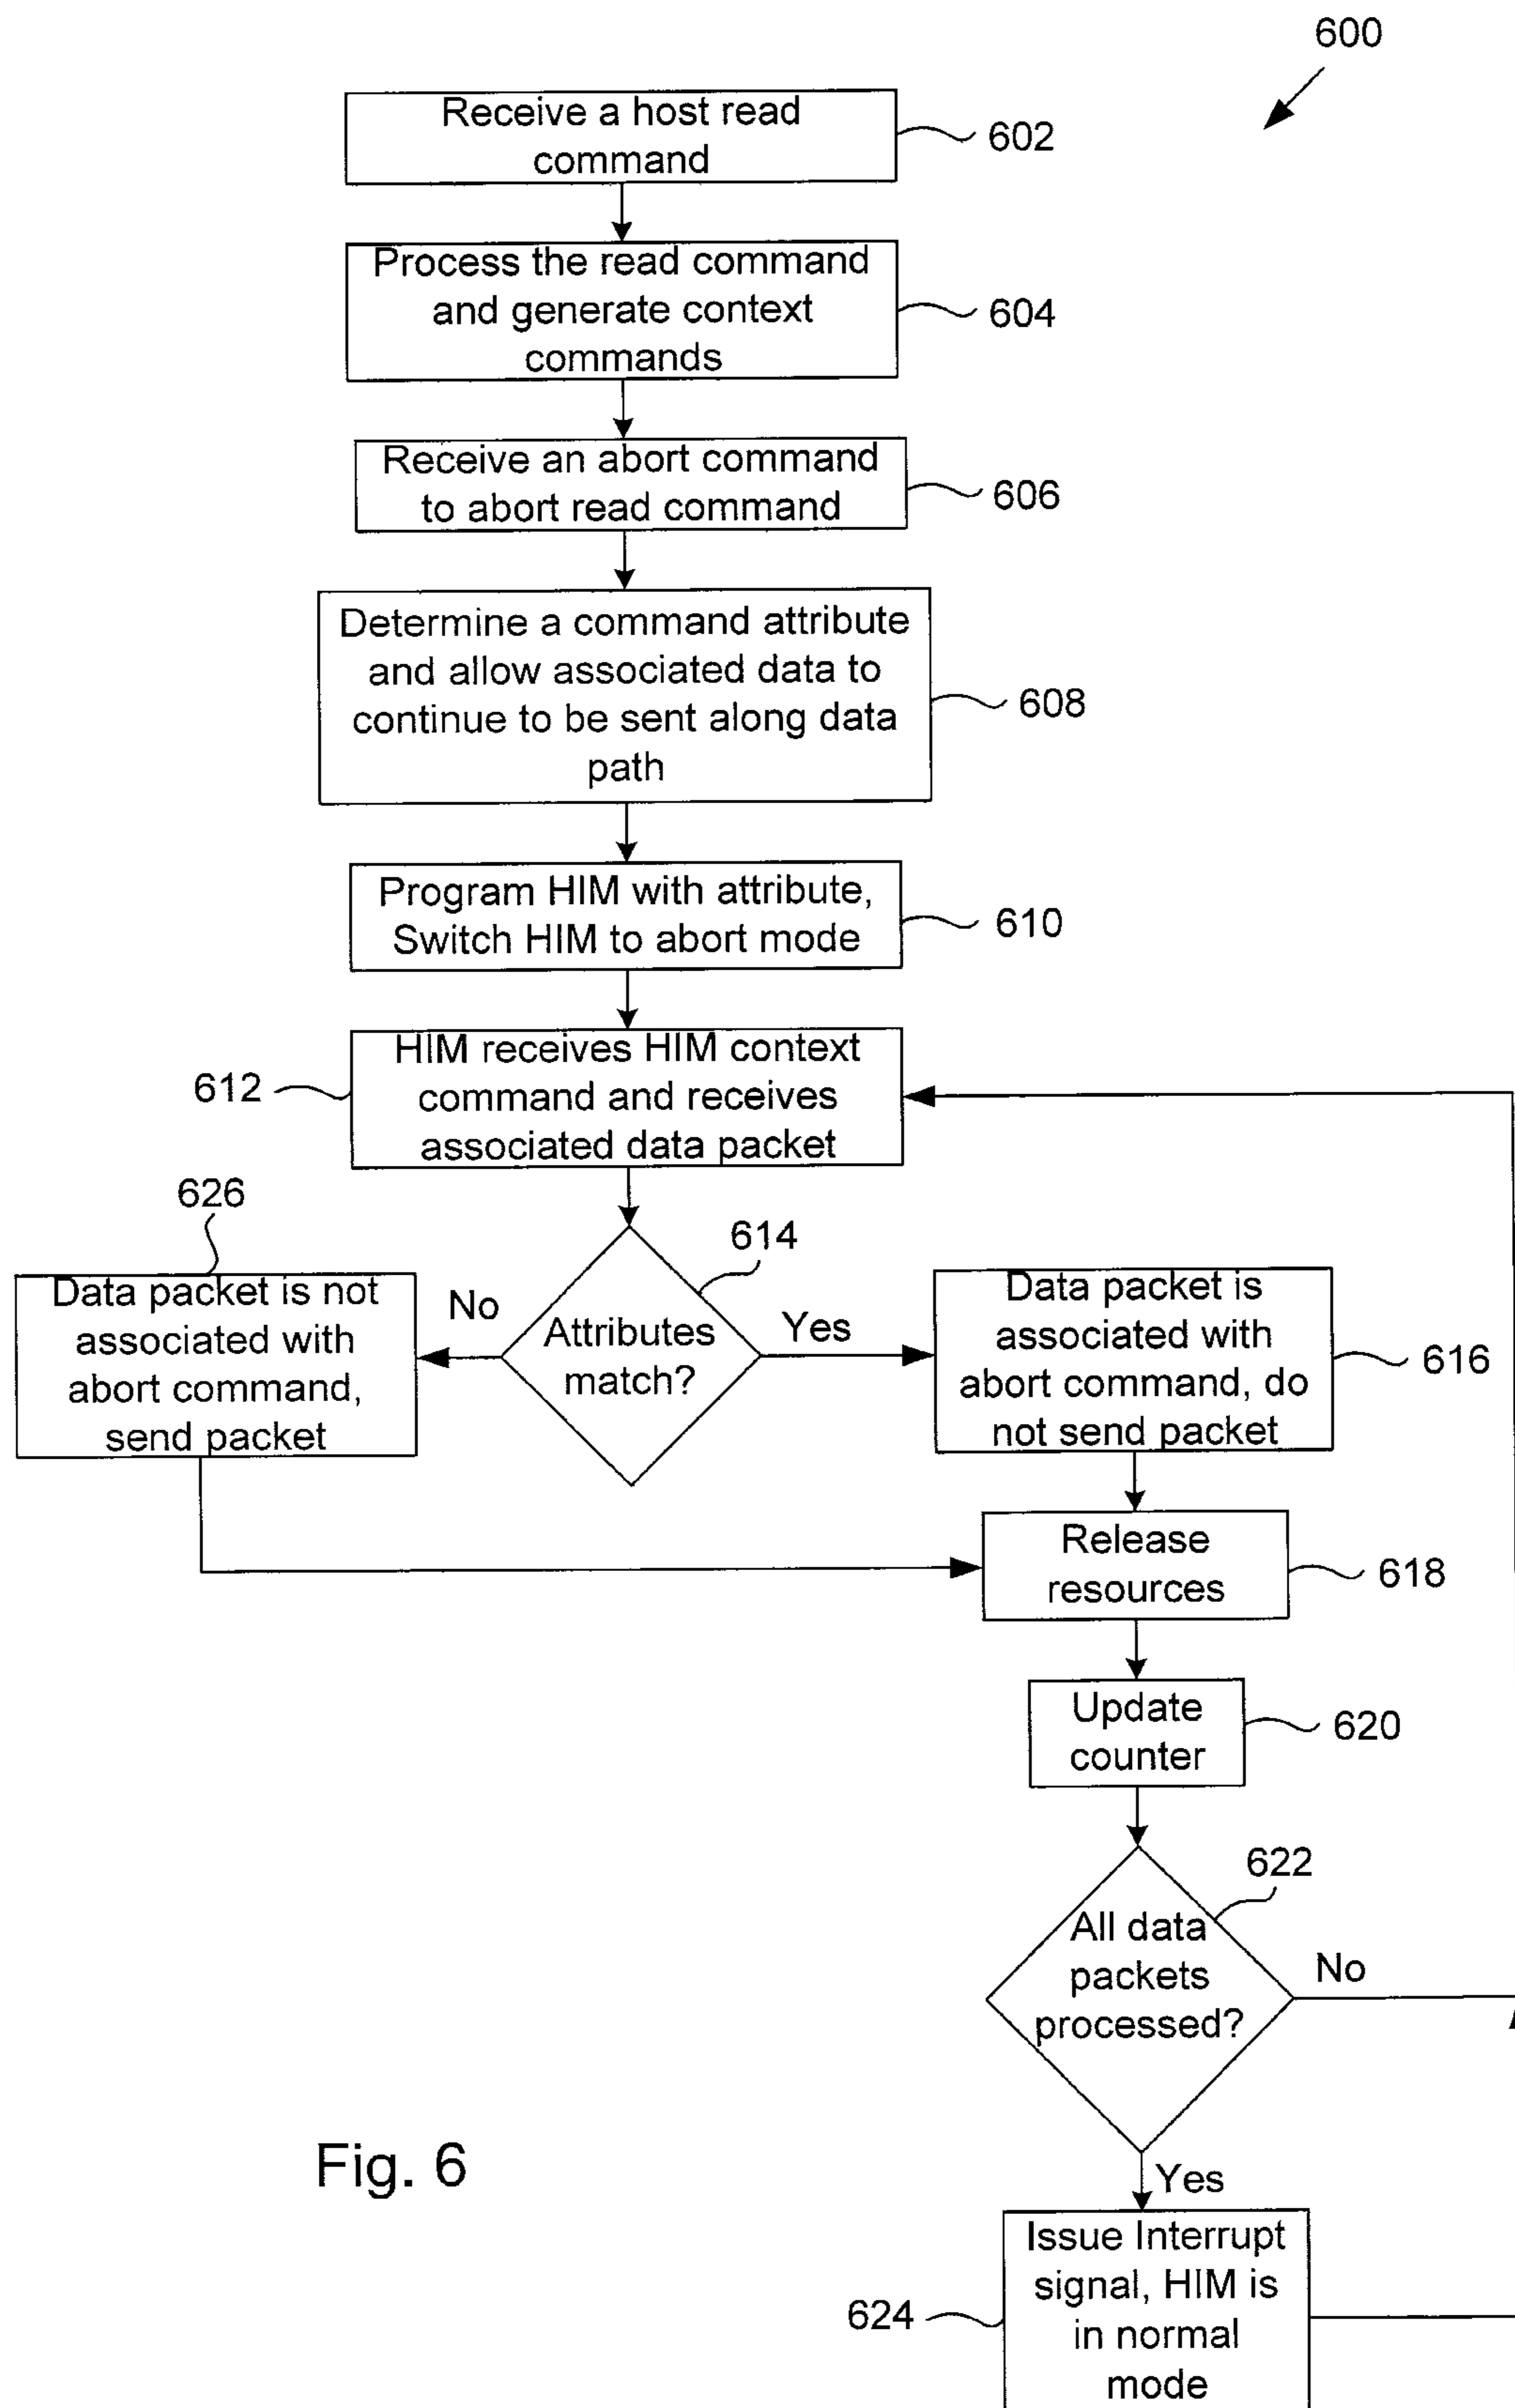 600
Receive a host read
command
602
Process the read command
and generate context
commands
604
Receive an abort command
to abort read command
606
Determine a command attribute
and allow associated data to
continue to be sent along data
path
608
Program HIM with attribute,
Switch HIM to abort mode
610
HIM receives HIM context
command and receives
associated data packet
612
626
Data packet is not
associated with
abort command,
send packet
No
614
Attributes
match?
Yes
Data packet is
associated with
abort command, do
not send packet
616
Release
resources
618
Update
counter
620
622
All data
packets
processed?
No
Yes
Fig. 6
Issue Interrupt
signal, HIM is
in normal
mode
624